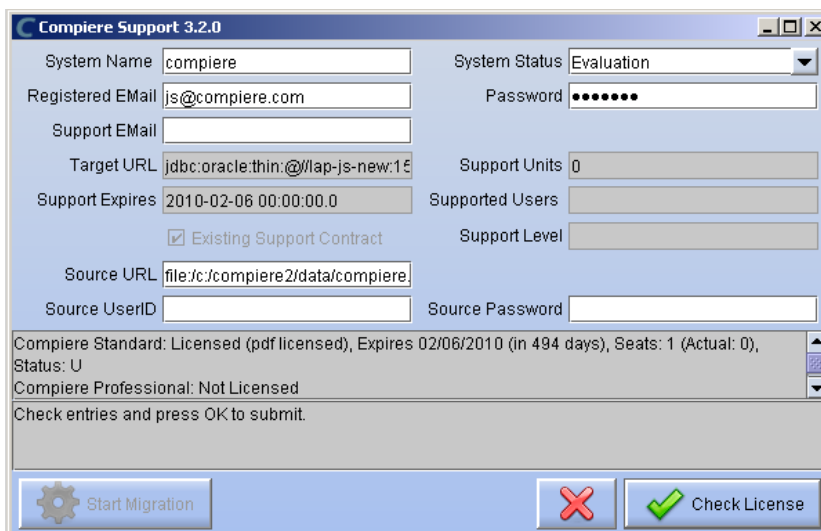 Compiere Support 3.2.0
System Name compiere System Status Evaluation
Registered EMail js@compiere.com Password •••••••
Support EMail
Target URL jdbc:oracle:thin:@//lap-js-new:15 Support Units 0
Support Expires 2010-02-06 00:00:00.0 Supported Users
Existing Support Contract Support Level
Source URL file:/c:/compiere2/data/compiere.
Source UserID Source Password
Compiere Standard: Licensed (pdf licensed), Expires 02/06/2010 (in 494 days), Seats: 1 (Actual: 0),
Status: U
Compiere Professional: Not Licensed
Check entries and press OK to submit.
Start Migration Check License